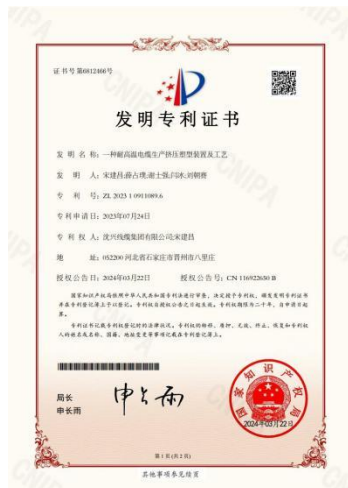 证书号第6812466号
发明专利证书
发 明 名 称：一种耐高温电缆生产挤压塑型装置及工艺
发 明 人：宋建昌;薛占璞;谢士强;闫冰;刘朝赛
专 利 号：ZL 2023 1 0911089.6
专利申请日：2023年07月24日
专 利 权 人：沈兴线缆集团有限公司;宋建昌
地 址：052200 河北省石家庄市晋州市八里庄
授权公告日：2024年03月22日 授权公告号：CN 116922680 B
国家知识产权局依照中华人民共和国专利法进行审查，决定授予专利权，颁发发明专利证书
并在专利登记簿上予以登记。专利权自授权公告之日起生效。专利权期限为二十年，自申请日起
算。
专利证书记载专利权登记时的法律状况。专利权的转移、质押、无效、终止、恢复和专利权
人的姓名或名称、国籍、地址变更等事项记载在专利登记簿上。
局长
申长雨
申长雨
国家知识产权局
2024年03月22日
第 1 页 (共 2 页)
其他事项参见续页
CNIPA